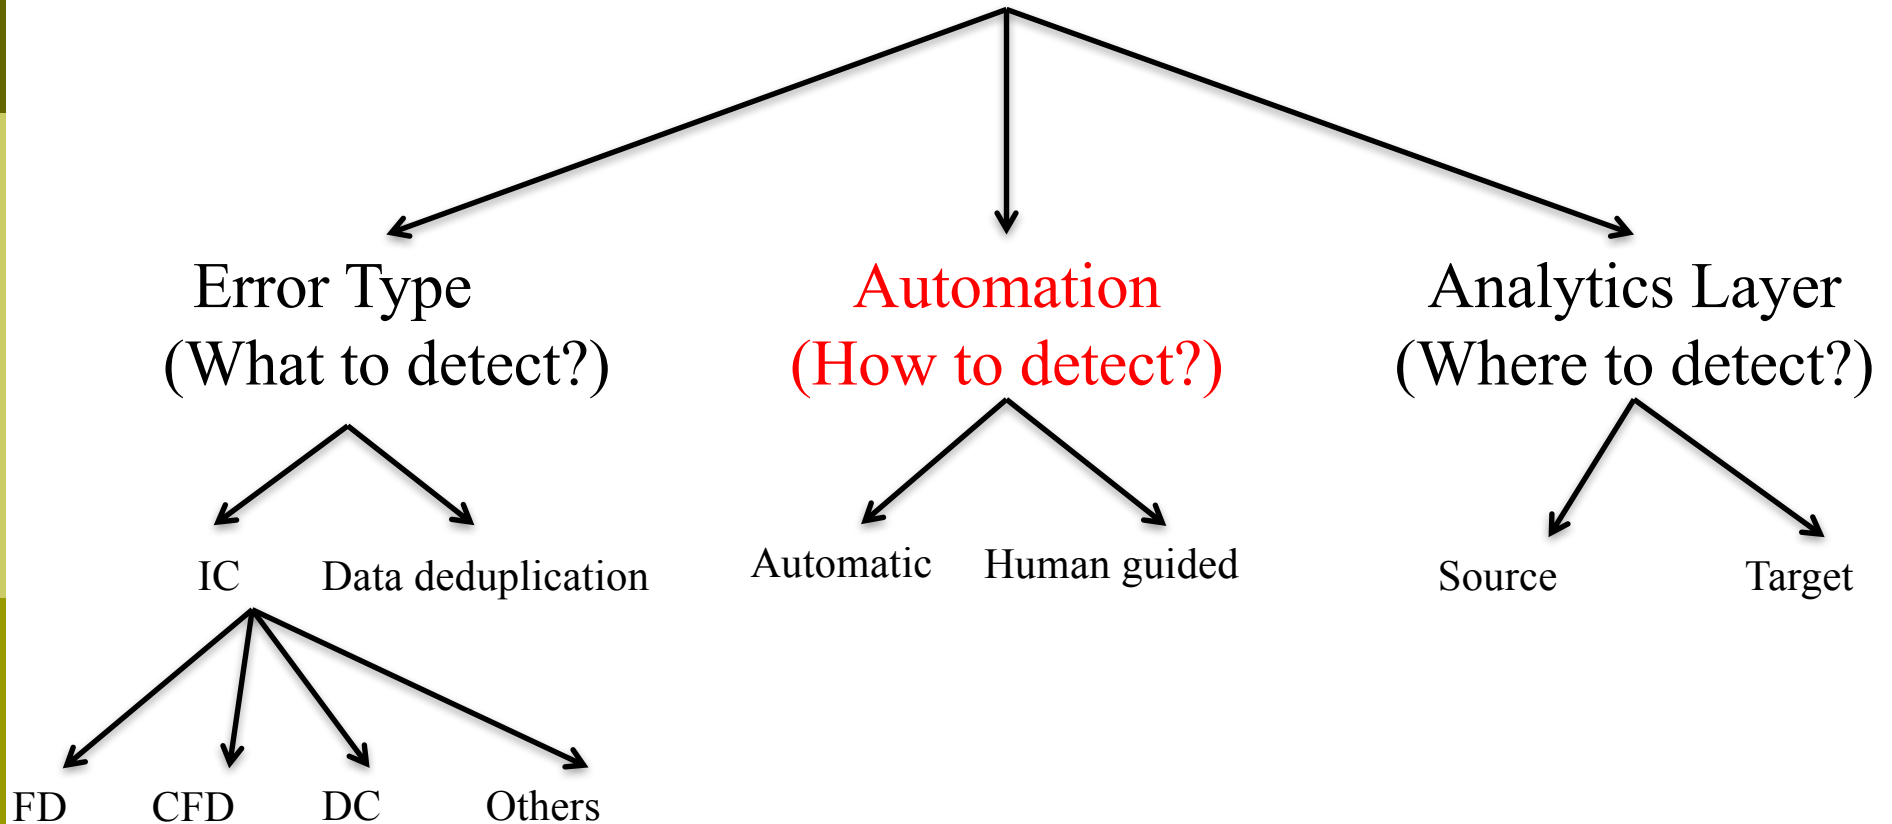 Error Type
(What to detect?)
Automation
(How to detect?)
Analytics Layer
(Where to detect?)
IC
Data deduplication
Automatic
Human guided
Source
Target
FD
CFD
DC
Others